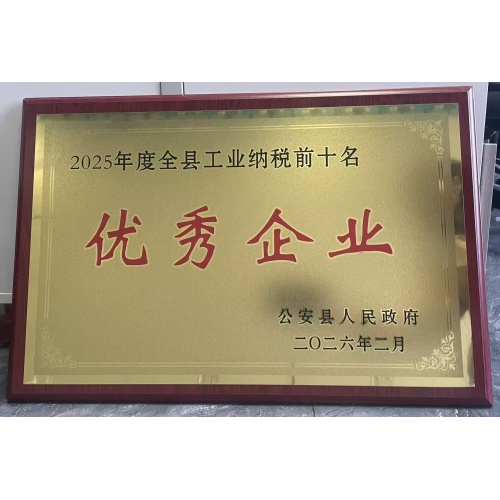 2025年度全县工业纳税前十名
优秀企业
公安县人民政府
二〇二六年二月